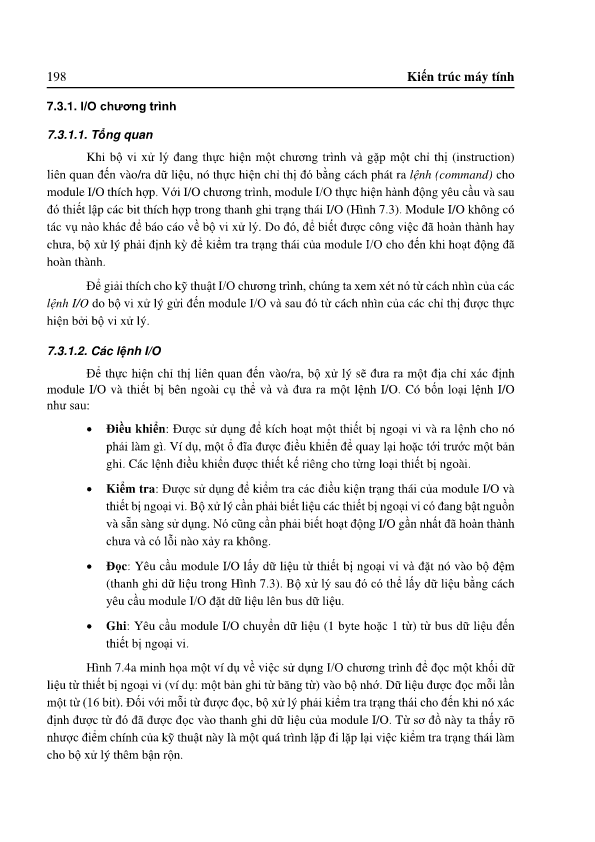 198
Kiến trúc máy tính
7.3.1. I/O chương trình
7.3.1.1. Tổng quan
Khi bộ vi xử lý đang thực hiện một chương trình và gặp một chỉ thị (instruction)
liên quan đến vào/ra dữ liệu, nó thực hiện chỉ thị đó bằng cách phát ra lệnh (command) cho
module I/O thích hợp. Với I/O chương trình, module I/O thực hiện hành động yêu cầu và sau
đó thiết lập các bit thích hợp trong thanh ghi trạng thái I/O (Hình 7.3). Module I/O không có
tác vụ nào khác để báo cáo về bộ vi xử lý. Do đó, để biết được công việc đã hoàn thành hay
chưa, bộ xử lý phải định kỳ để kiểm tra trạng thái của module I/O cho đến khi hoạt động đã
hoàn thành.
Để giải thích cho kỹ thuật I/O chương trình, chúng ta xem xét nó từ cách nhìn của các
lệnh I/O do bộ vi xử lý gửi đến module I/O và sau đó từ cách nhìn của các chỉ thị được thực
hiện bởi bộ vi xử lý.
7.3.1.2. Các lệnh I/O
Để thực hiện chỉ thị liên quan đến vào/ra, bộ xử lý sẽ đưa ra một địa chỉ xác định
module I/O và thiết bị bên ngoài cụ thể và và đưa ra một lệnh I/O. Có bốn loại lệnh I/O
như sau:
• Điều khiển: Được sử dụng để kích hoạt một thiết bị ngoại vi và ra lệnh cho nó
phải làm gì. Ví dụ, một ổ đĩa được điều khiển để quay lại hoặc tới trước một bản
ghi. Các lệnh điều khiển được thiết kế riêng cho từng loại thiết bị ngoài.
• Kiểm tra: Được sử dụng để kiểm tra các điều kiện trạng thái của module I/O và
thiết bị ngoại vi. Bộ xử lý cần phải biết liệu các thiết bị ngoại vi có đang bật nguồn
và sẵn sàng sử dụng. Nó cũng cần phải biết hoạt động I/O gần nhất đã hoàn thành
chưa và có lỗi nào xảy ra không.
• Đọc: Yêu cầu module I/O lấy dữ liệu từ thiết bị ngoại vi và đặt nó vào bộ đệm
(thanh ghi dữ liệu trong Hình 7.3). Bộ xử lý sau đó có thể lấy dữ liệu bằng cách
yêu cầu module I/O đặt dữ liệu lên bus dữ liệu.
• Ghi: Yêu cầu module I/O chuyển dữ liệu (1 byte hoặc 1 từ) từ bus dữ liệu đến
thiết bị ngoại vi.
Hình 7.4a minh họa một ví dụ về việc sử dụng I/O chương trình để đọc một khối dữ
liệu từ thiết bị ngoại vi (ví dụ: một bản ghi từ băng từ) vào bộ nhớ. Dữ liệu được đọc mỗi lần
một từ (16 bit). Đối với mỗi từ được đọc, bộ xử lý phải kiểm tra trạng thái cho đến khi nó xác
định được từ đó đã được đọc vào thanh ghi dữ liệu của module I/O. Từ sơ đồ này ta thấy rõ
nhược điểm chính của kỹ thuật này là một quá trình lặp đi lặp lại việc kiểm tra trạng thái làm
cho bộ xử lý thêm bận rộn.